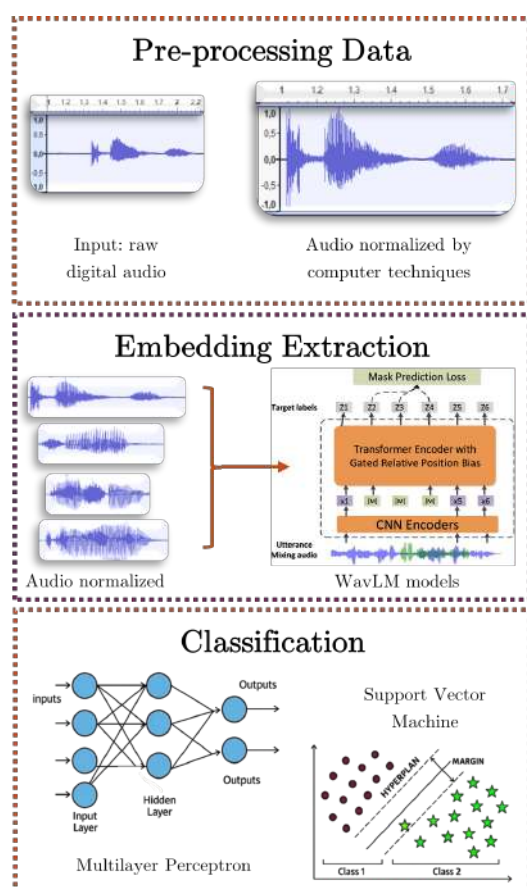 Pre-processing Data
1 1.2 1.3 1.5 1.7 2 2.2
1,0
0,5
0,0
-0,5
-1,0
1 1.1 1.2 1.3 1.4 1.5 1.6 1.7
1,0
0,5
0,0
-0,5
-1,0
Input: raw
digital audio
Audio normalized by
computer techniques
Embedding Extraction
Mask Prediction Loss
Target labels
Z1 Z2 Z3 Z4 Z5 Z6
Transformer Encoder with
Gated Relative Position Bias
x1 [M] [M] [M] x5 x6
CNN Encoders
Utterance
Mixing audio
Audio normalized
WavLM models
Classification
inputs
Outputs
Outputs
Input
Layer
Hidden
Layer
Multilayer Perceptron
Support Vector
Machine
HYPERPLAN
MARGIN
Class 1
Class 2